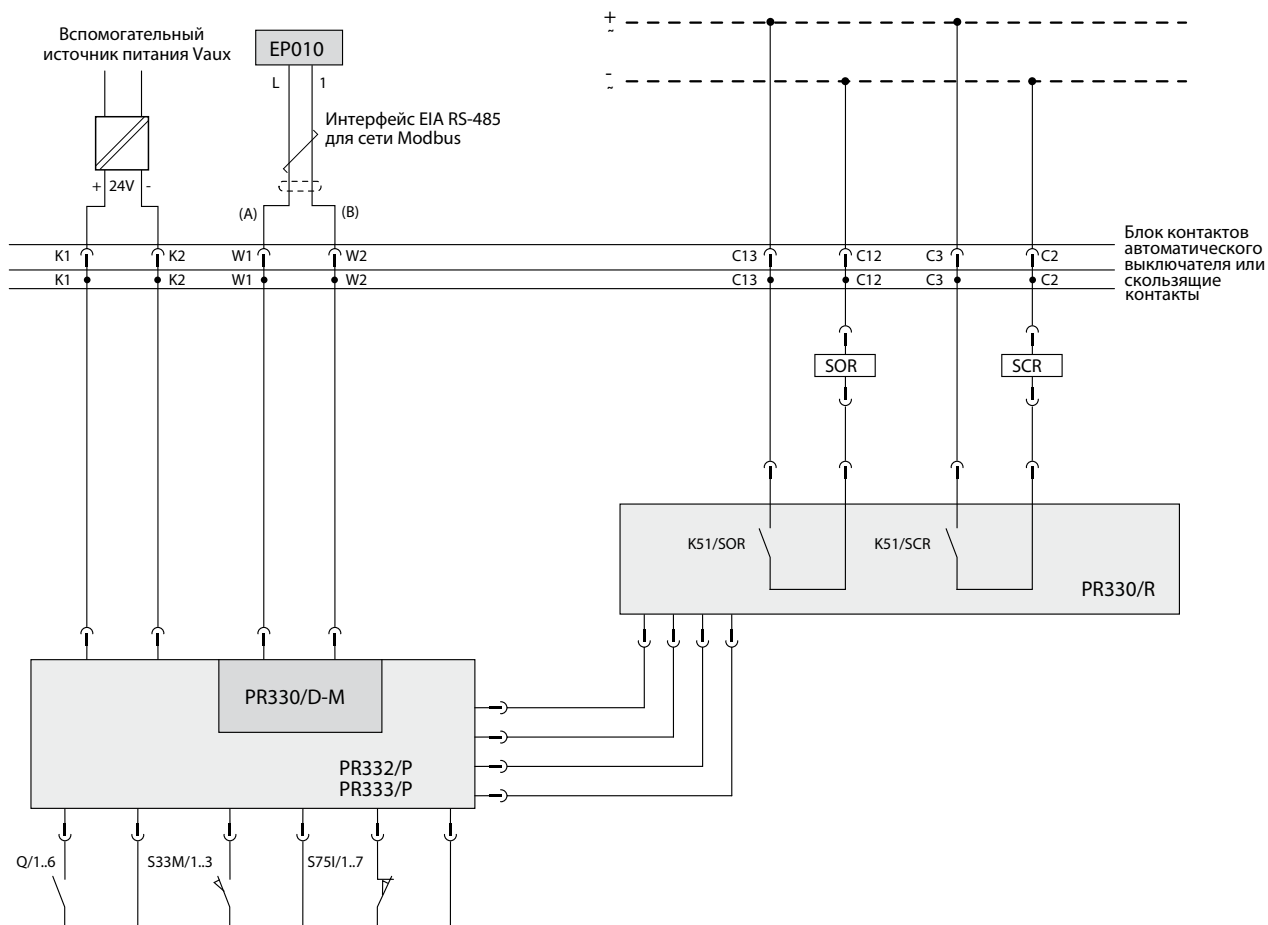 Вспомогательный
источник питания Vaux
EP010
L 1
Интерфейс EIA RS-485
для сети Modbus
+
~
-
~
+ 24V -
(A) (B)
K1 K2 W1 W2 C13 C12 C3 C2
K1 K2 W1 W2 C13 C12 C3 C2
Блок контактов
автоматического
выключателя или
скользящие
контакты
SOR SCR
K51/SOR K51/SCR
PR330/R
PR330/D-M
PR332/P
PR333/P
Q/1..6 S33M/1..3 S75I/1..7